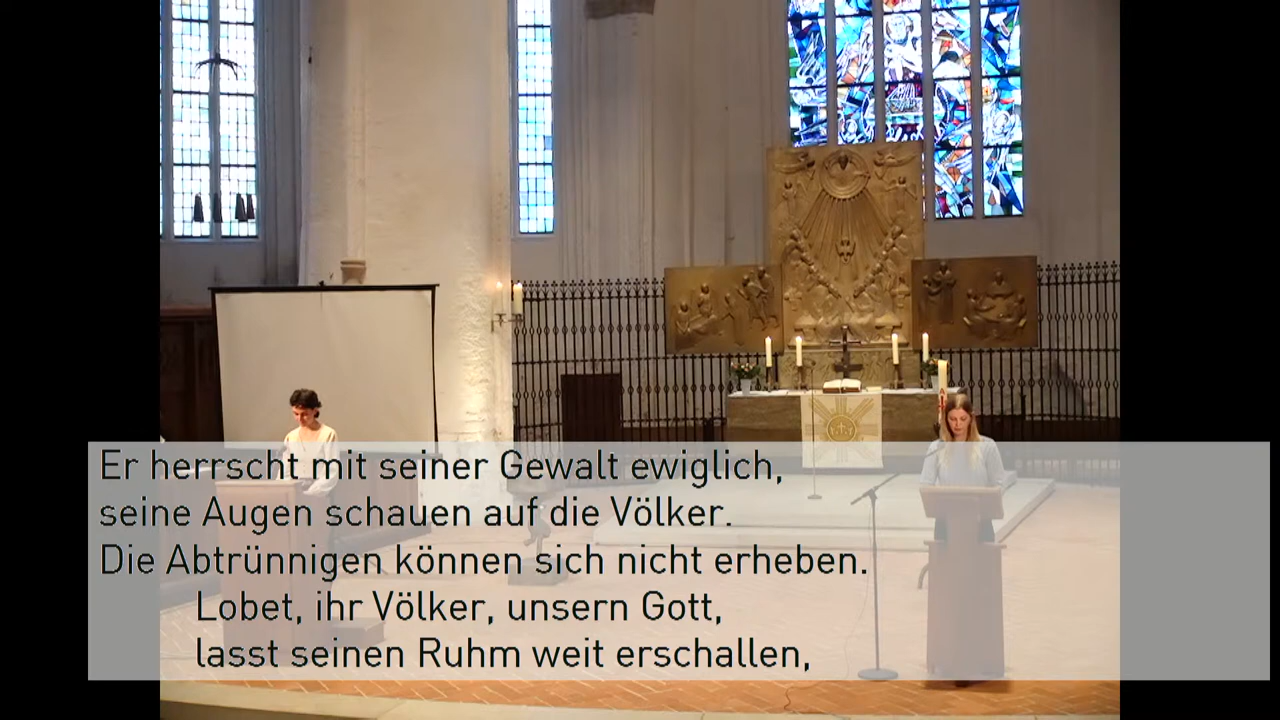 Er herrscht mit seiner Gewalt ewiglich,
seine Augen schauen auf die Völker.
Die Abtrünnigen können sich nicht erheben.
Lobet, ihr Völker, unsern Gott,
lasst seinen Ruhm weit erschallen,